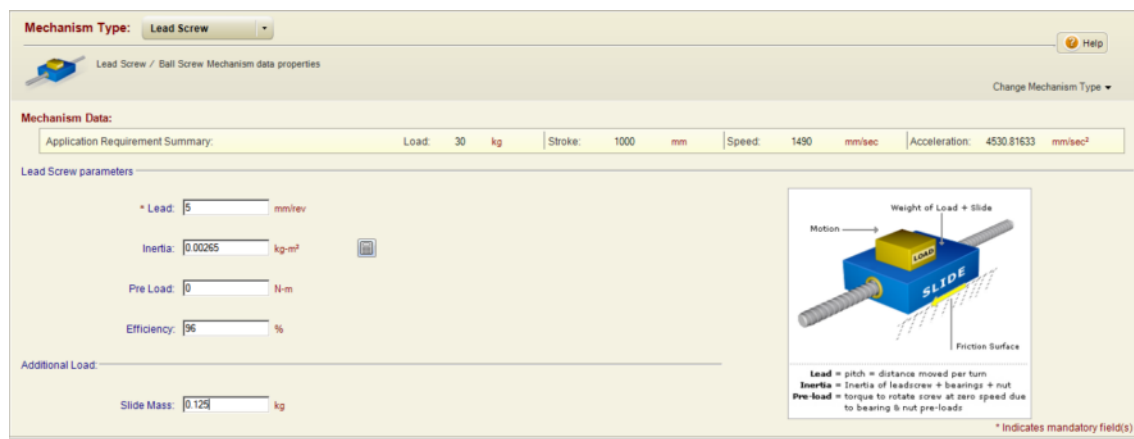 Mechanism Type: Lead Screw
Help
Lead Screw / Ball Screw Mechanism data properties
Change Mechanism Type
Mechanism Data:
Application Requirement Summary: Load: 30 kg Stroke: 1000 mm Speed: 1490 mm/sec Acceleration: 4530.81633 mm/sec²
Lead Screw parameters
* Lead: 5 mm/rev
Inertia: 0.00265 kg-m²
Pre Load: 0 N-m
Efficiency: 96 %
Additional Load:
Slide Mass: 0.125 kg
Weight of Load + Slide
Motion
LOAD
SLIDE
Friction Surface
Lead = pitch = distance moved per turn
Inertia = Inertia of leadscrew + bearings + nut
Pre-load = torque to rotate screw at zero speed due
to bearing & nut pre-loads
* Indicates mandatory field(s)